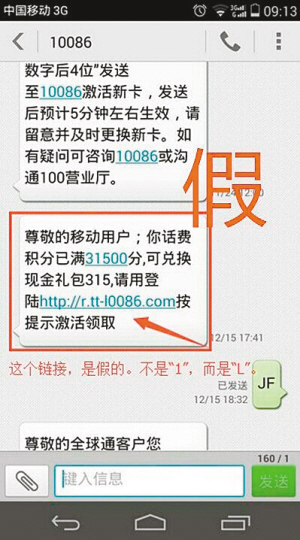 中国移动 3G 3G 09:13
10086
数字后4位”发送
至10086激活新卡，发送
后预计5分钟左右生效，请
留意并及时更换新卡。如
有疑问可咨询10086或沟
通100营业厅。
假
尊敬的移动用户；你话费
积分已满31500分,可兑换
现金礼包315,请用登
陆http://r.tt-l0086.com按
提示激活领取
12/15 17:41
这个链接，是假的。不是“1”，而是“L”。
已发送
JF
12/15 18:32
尊敬的全球通客户您
160 / 1
键入信息
发送